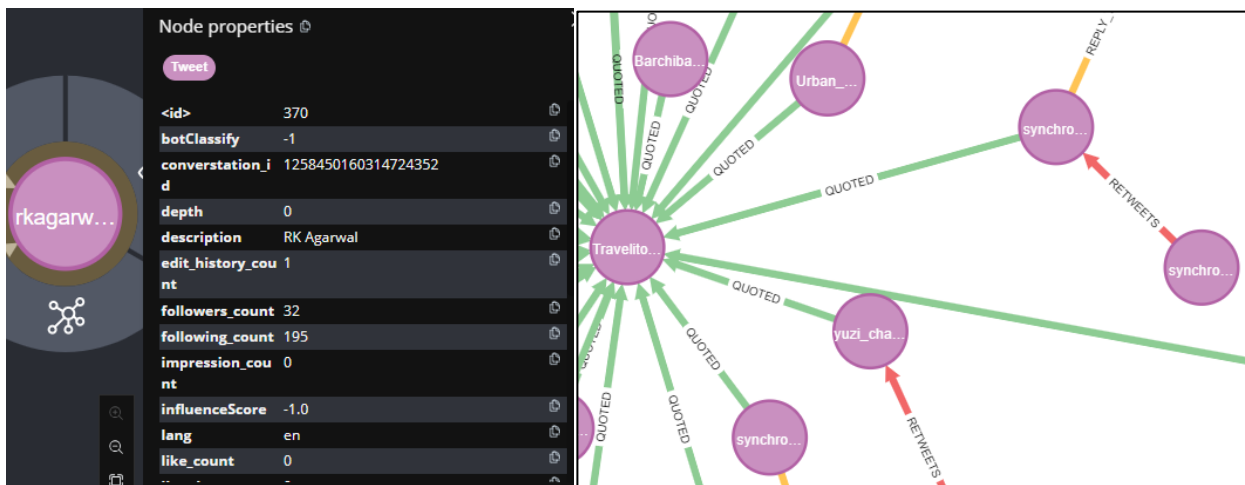 Node properties
Tweet
<id> 370
botClassify -1
converstation_i
d 1258450160314724352
depth 0
description RK Agarwal
edit_history_cou
nt 1
followers_count 32
following_count 195
impression_cou
nt 0
influenceScore -1.0
lang en
like_count 0
rkagarw...
Barchiba...
Urban_...
synchro...
REPLY_
QUOTED
QUOTED
QUOTED
QUOTED
QUOTED
RETWEETS
Travelito...
synchro...
QUOTED
yuzi_cha...
QUOTED
QUOTED
QUOTED
RETWEETS
synchro...